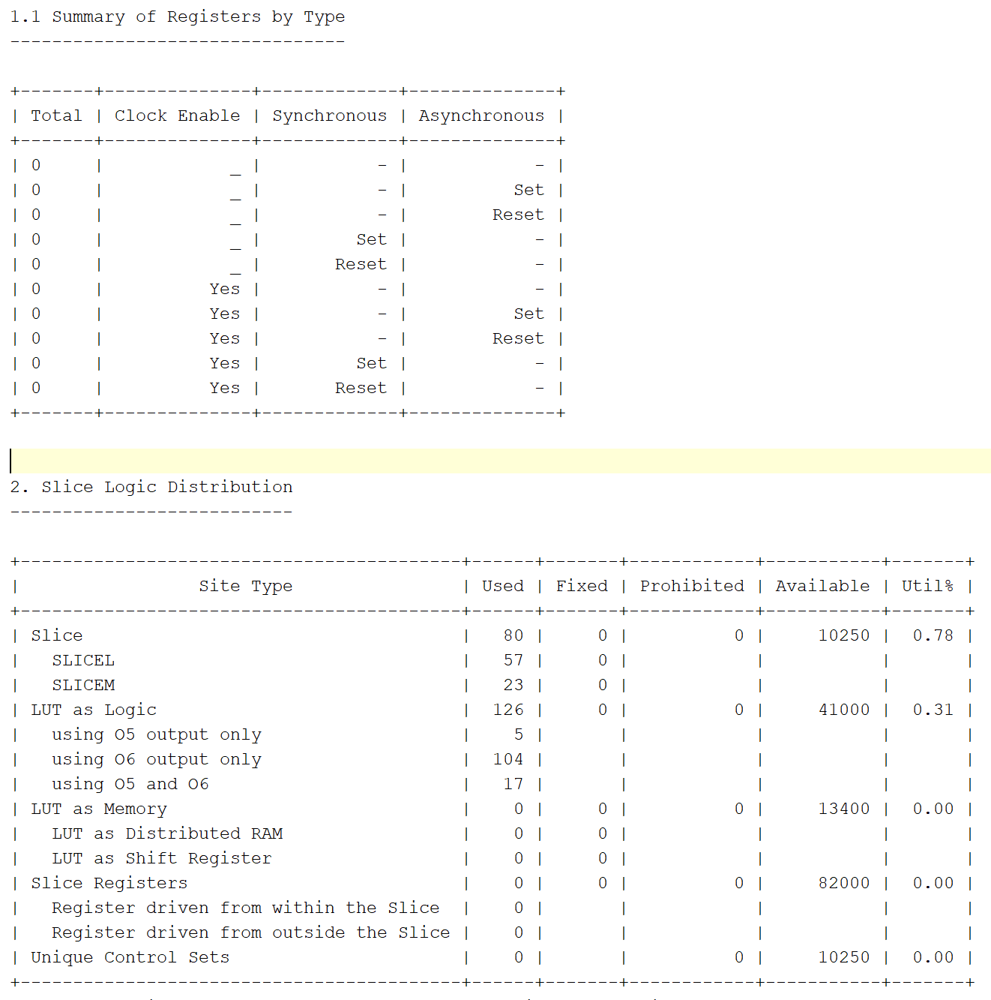 1.1 Summary of Registers by Type
--------------------------------
+-------+--------------+-------------+--------------+
| Total | Clock Enable | Synchronous | Asynchronous |
+-------+--------------+-------------+--------------+
| 0     |            _ |           - |            - |
| 0     |            _ |           - |          Set |
| 0     |            _ |           - |        Reset |
| 0     |            _ |         Set |            - |
| 0     |            _ |       Reset |            - |
| 0     |          Yes |           - |            - |
| 0     |          Yes |           - |          Set |
| 0     |          Yes |           - |        Reset |
| 0     |          Yes |         Set |            - |
| 0     |          Yes |       Reset |            - |
+-------+--------------+-------------+--------------+
2. Slice Logic Distribution
---------------------------
+------------------------------------------+------+-------+------------+-----------+-------+
|                 Site Type                | Used | Fixed | Prohibited | Available | Util% |
+------------------------------------------+------+-------+------------+-----------+-------+
| Slice                                    |   80 |     0 |          0 |     10250 |  0.78 |
|   SLICEL                                 |   57 |     0 |            |           |       |
|   SLICEM                                 |   23 |     0 |            |           |       |
| LUT as Logic                             |  126 |     0 |          0 |     41000 |  0.31 |
|   using O5 output only                   |    5 |       |            |           |       |
|   using O6 output only                   |  104 |       |            |           |       |
|   using O5 and O6                        |   17 |       |            |           |       |
| LUT as Memory                            |    0 |     0 |          0 |     13400 |  0.00 |
|   LUT as Distributed RAM                 |    0 |     0 |            |           |       |
|   LUT as Shift Register                  |    0 |     0 |            |           |       |
| Slice Registers                          |    0 |     0 |          0 |     82000 |  0.00 |
|   Register driven from within the Slice  |    0 |       |            |           |       |
|   Register driven from outside the Slice |    0 |       |            |           |       |
| Unique Control Sets                      |    0 |       |          0 |     10250 |  0.00 |
+------------------------------------------+------+-------+------------+-----------+-------+